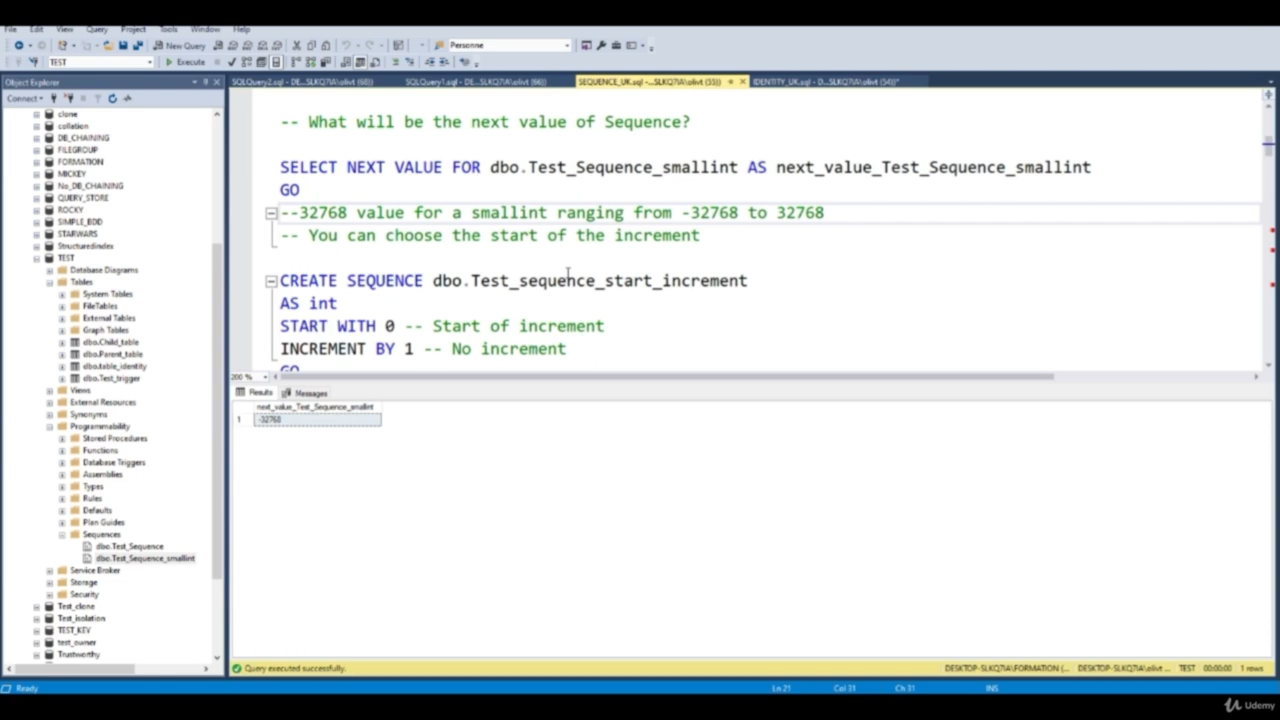 File Edit View Query Project Tools Window Help
New Query Personne
TEST Execute
Object Explorer
SQLQuery2.sql - DE...SLKQ7IA\olivt (68)) SQLQuery1.sql - DE...SLKQ7IA\olivt (66)) SEQUENCE_UK.sql -...SLKQ7IA\olivt (55)) IDENTITY_UK.sql - D...SLKQ7IA\olivt (54))*
Connect
clone
collation
DB_CHAINING
FILEGROUP
FORMATION
MICKEY
No_DB_CHAINING
QUERY_STORE
ROCKY
SIMPLE_BDD
STARWARS
Structuredindex
TEST
Database Diagrams
Tables
System Tables
FileTables
External Tables
Graph Tables
dbo.Child_table
dbo.Parent_table
dbo.table_identity
dbo.Test_trigger
Views
External Resources
Synonyms
Programmability
Stored Procedures
Functions
Database Triggers
Assemblies
Types
Rules
Defaults
Plan Guides
Sequences
dbo.Test_Sequence
dbo.Test_Sequence_smallint
Service Broker
Storage
Security
Test_clone
Test_isolation
TEST_KEY
test_owner
Trustworthy
-- What will be the next value of Sequence?
SELECT NEXT VALUE FOR dbo.Test_Sequence_smallint AS next_value_Test_Sequence_smallint
GO
--32768 value for a smallint ranging from -32768 to 32768
-- You can choose the start of the increment
CREATE SEQUENCE dbo.Test_sequence_start_increment
AS int
START WITH 0 -- Start of increment
INCREMENT BY 1 -- No increment
GO
200 %
Results Messages
next_value_Test_Sequence_smallint
1 -32768
Query executed successfully. DESKTOP-SLKQ7IA\FORMATION (... DESKTOP-SLKQ7IA\olivt ... TEST 00:00:00 1 rows
Ready Ln 21 Col 31 Ch 31 INS
Udemy